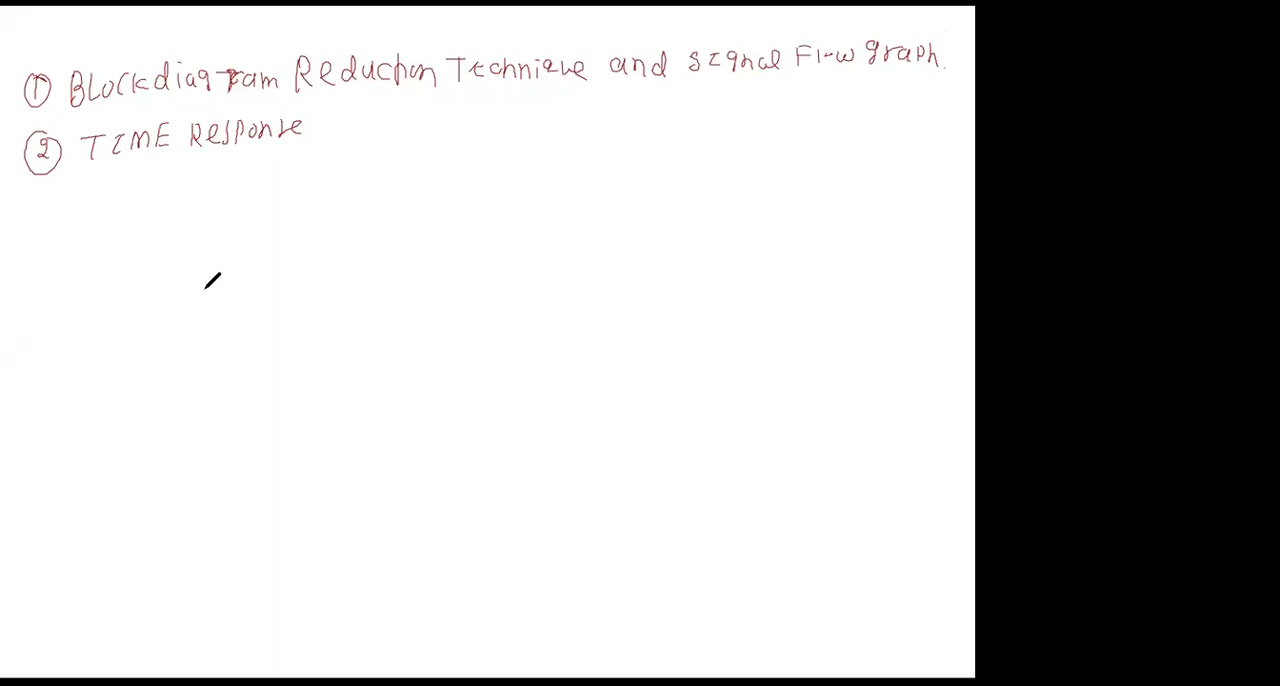 ① Blockdiagram Reduction Technique and signal Flow graph.
② TIME Response